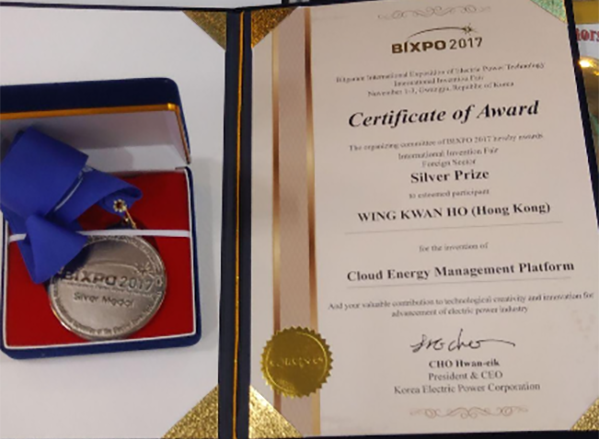 BIXPO 2017
Silver Medal
BIXPO 2017
Bitgaram International Exposition of Electric Power Technology
International Invention Fair
November 1-3, Gwangju, Republic of Korea
Certificate of Award
The organizing committee of BIXPO 2017 hereby awards
International Invention Fair
Foreign Sector
Silver Prize
to esteemed participant
WING KWAN HO (Hong Kong)
for the invention of
Cloud Energy Management Platform
And your valuable contribution to technological creativity and innovation for
advancement of electric power industry
CHO Hwan-eik
President & CEO
Korea Electric Power Corporation